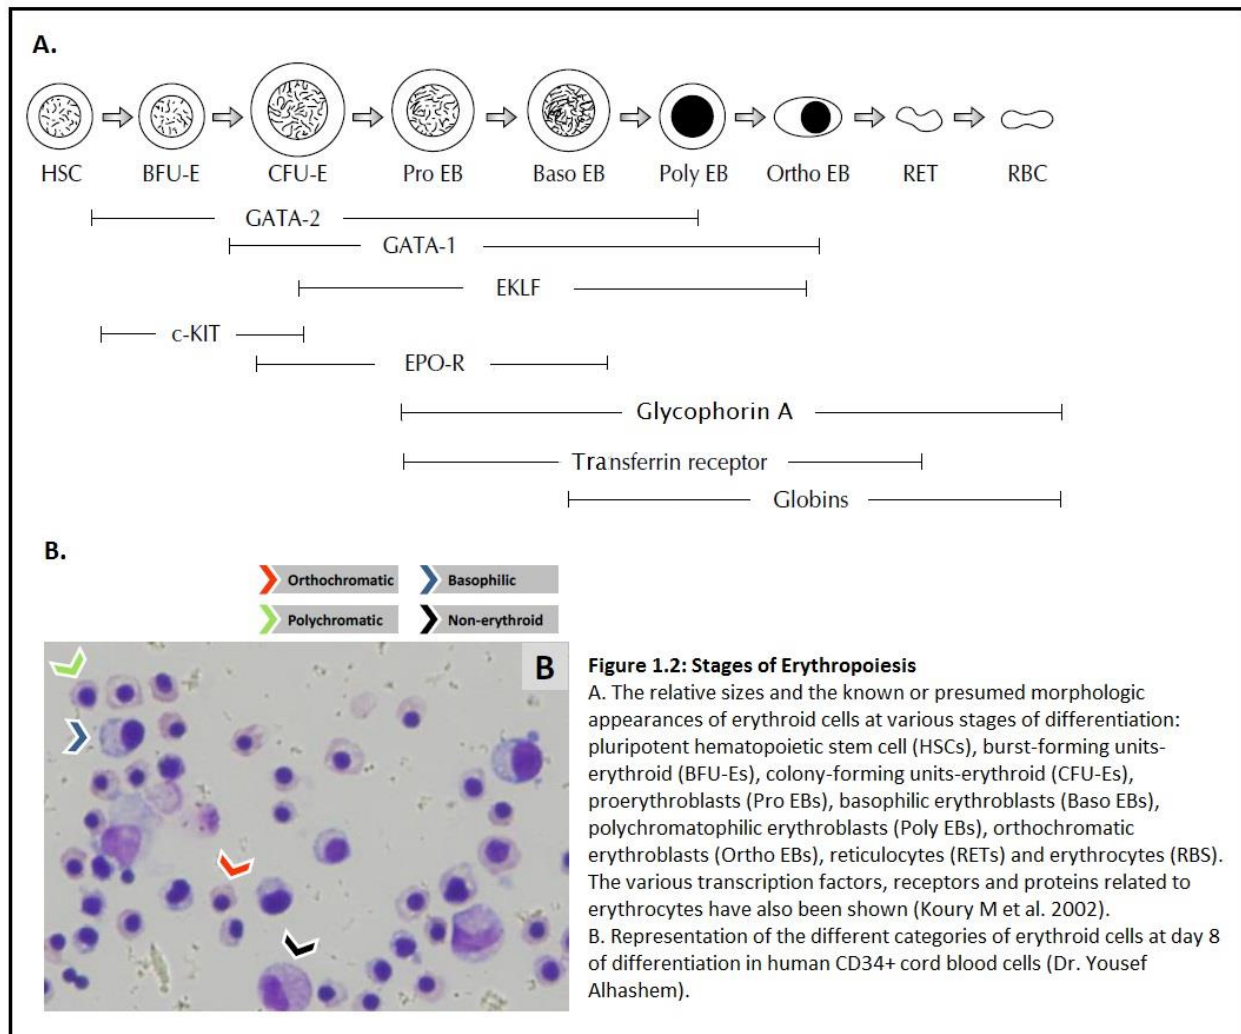 A.
HSC BFU-E CFU-E Pro EB Baso EB Poly EB Ortho EB RET RBC
GATA-2
GATA-1
EKLF
c-KIT
EPO-R
Glycophorin A
Transferrin receptor
Globins
B.
Orthochromatic Basophilic
Polychromatic Non-erythroid
B
Figure 1.2: Stages of Erythropoiesis
A. The relative sizes and the known or presumed morphologic
appearances of erythroid cells at various stages of differentiation:
pluripotent hematopoietic stem cell (HSCs), burst-forming units-
erythroid (BFU-Es), colony-forming units-erythroid (CFU-Es),
proerythroblasts (Pro EBs), basophilic erythroblasts (Baso EBs),
polychromatophilic erythroblasts (Poly EBs), orthochromatic
erythroblasts (Ortho EBs), reticulocytes (RETs) and erythrocytes (RBS).
The various transcription factors, receptors and proteins related to
erythrocytes have also been shown (Koury M et al. 2002).
B. Representation of the different categories of erythroid cells at day 8
of differentiation in human CD34+ cord blood cells (Dr. Yousef
Alhashem).